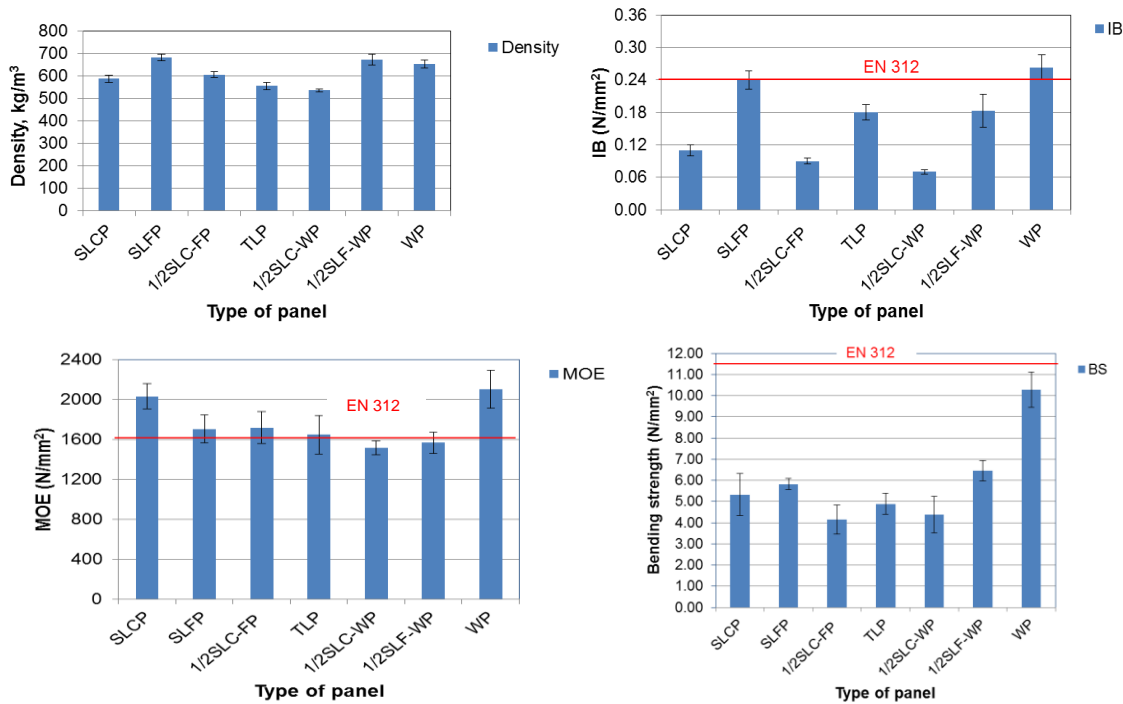 800
700
600
500
400
300
200
100
0
Density, kg/m³
SLCP
SLFP
1/2SLC-FP
TLP
1/2SLC-WP
1/2SLF-WP
WP
Type of panel
Density
0.36
0.30
0.24
0.18
0.12
0.06
0.00
IB (N/mm²)
EN 312
SLCP
SLFP
1/2SLC-FP
TLP
1/2SLC-WP
1/2SLF-WP
WP
Type of panel
IB
2400
2000
1600
1200
800
400
0
MOE (N/mm²)
EN 312
SLCP
SLFP
1/2SLC-FP
TLP
1/2SLC-WP
1/2SLF-WP
WP
Type of panel
MOE
EN 312
12.00
11.00
10.00
9.00
8.00
7.00
6.00
5.00
4.00
3.00
2.00
1.00
0.00
Bending strength (N/mm²)
SLCP
SLFP
1/2SLC-FP
TLP
1/2SLC-WP
1/2SLF-WP
WP
Type of panel
BS